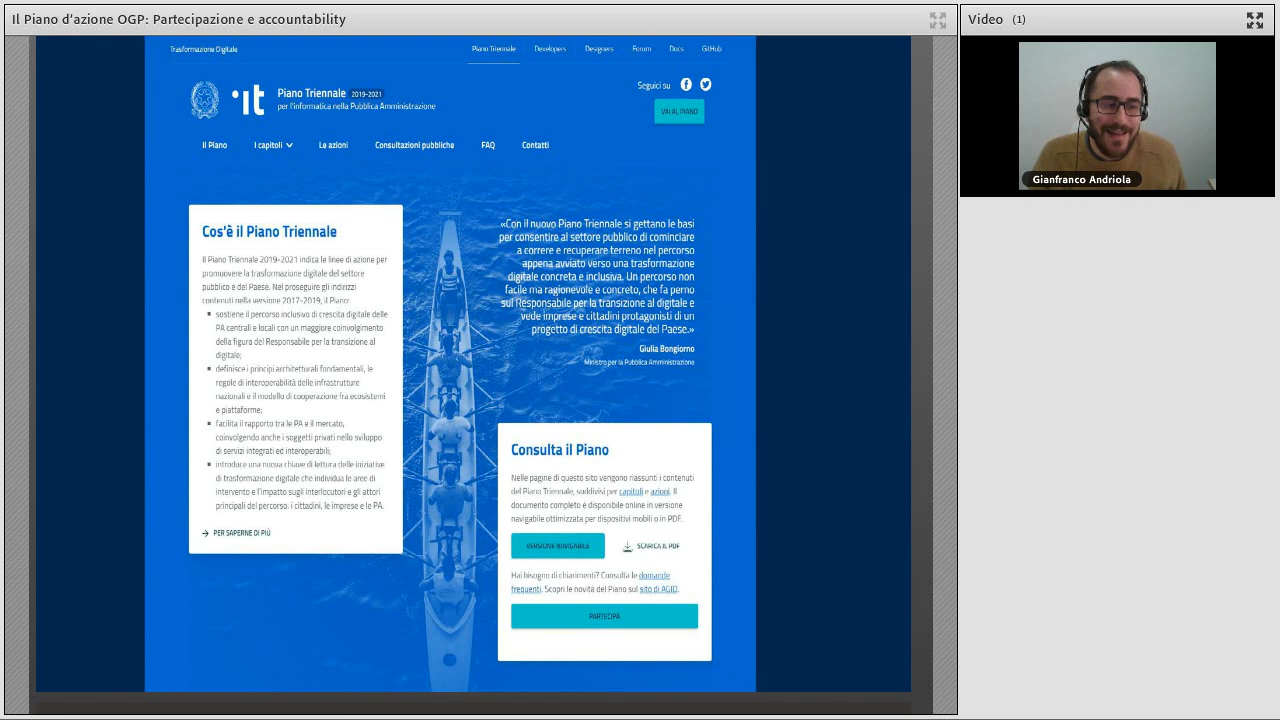 Il Piano d'azione OGP: Partecipazione e accountability
Video (1)
Trasformazione Digitale
Piano Triennale
Developers
Designers
Forum
Docs
GitHub
Piano Triennale 2019-2021
per l'informatica nella Pubblica Amministrazione
Seguici su
VAI AL PIANO
Il Piano
I capitoli
Le azioni
Consultazioni pubbliche
FAQ
Contatti
Cos'è il Piano Triennale
Il Piano Triennale 2019-2021 indica le linee di azione per
promuovere la trasformazione digitale del settore
pubblico e del Paese. Nel proseguire gli indirizzi
contenuti nella versione 2017-2019, il Piano:
sostiene il percorso inclusivo di crescita digitale delle
PA centrali e locali con un maggiore coinvolgimento
della figura del Responsabile per la transizione al
digitale;
definisce i principi architetturali fondamentali, le
regole di interoperabilità delle infrastrutture
nazionali e il modello di cooperazione fra ecosistemi
e piattaforme;
facilita il rapporto tra le PA e il mercato,
coinvolgendo anche i soggetti privati nello sviluppo
di servizi integrati ed interoperabili;
introduce una nuova chiave di lettura delle iniziative
di trasformazione digitale che individua le aree di
intervento e l'impatto sugli interlocutori e gli attori
principali del percorso, i cittadini, le imprese e le PA.
PER SAPERNE DI PIÙ
«Con il nuovo Piano Triennale si gettano le basi
per consentire al settore pubblico di cominciare
a correre e recuperare terreno nel percorso
appena avviato verso una trasformazione
digitale concreta e inclusiva. Un percorso non
facile ma ragionevole e concreto, che fa perno
sul Responsabile per la transizione al digitale e
vede imprese e cittadini protagonisti di un
progetto di crescita digitale del Paese.»
Giulia Bongiorno
Ministro per la Pubblica Amministrazione
Consulta il Piano
Nelle pagine di questo sito vengono riassunti i contenuti
del Piano Triennale, suddivisi per capitoli e azioni. Il
documento completo è disponibile online in versione
navigabile ottimizzata per dispositivi mobili o in PDF.
VERSIONE NAVIGABILE
SCARICA IL PDF
Hai bisogno di chiarimenti? Consulta le domande
frequenti. Scopri le novità del Piano sul sito di AGID.
PARTECIPA
Gianfranco Andriola